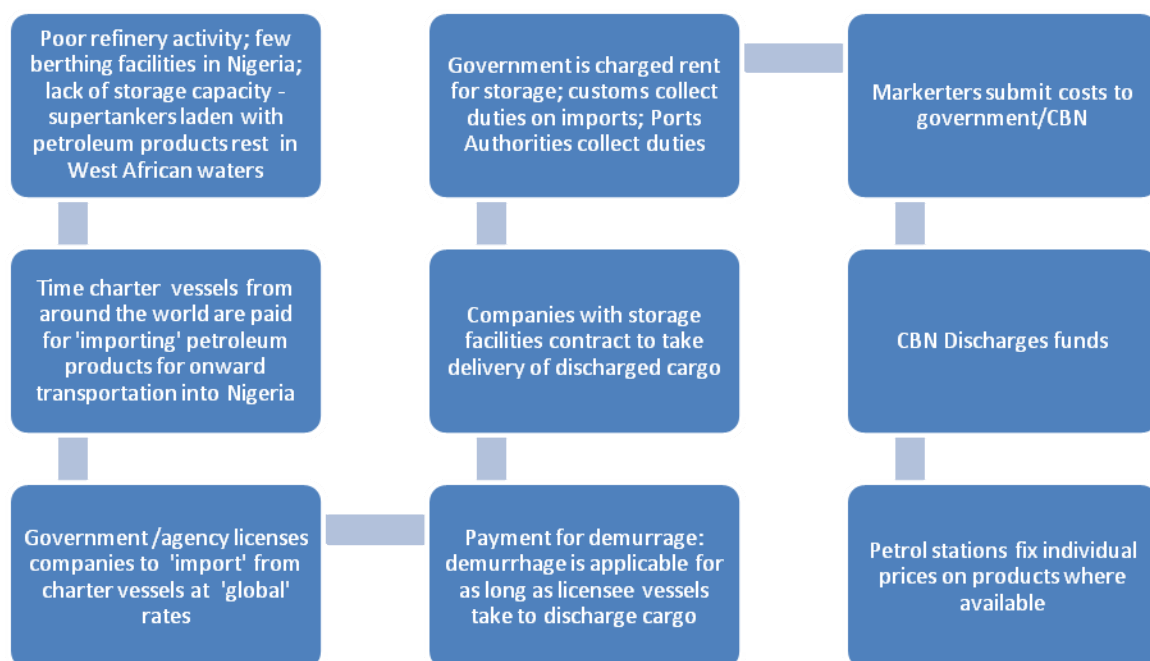 Poor refinery activity; few
berthing facilities in Nigeria;
lack of storage capacity -
supertankers laden with
petroleum products rest in
West African waters
Time charter vessels from
around the world are paid
for 'importing' petroleum
products for onward
transportation into Nigeria
Government /agency licenses
companies to 'import' from
charter vessels at 'global'
rates
Payment for demurrage:
demurrhage is applicable for
as long as licensee vessels
take to discharge cargo
Companies with storage
facilities contract to take
delivery of discharged cargo
Government is charged rent
for storage; customs collect
duties on imports; Ports
Authorities collect duties
Markerters submit costs to
government/CBN
CBN Discharges funds
Petrol stations fix individual
prices on products where
available